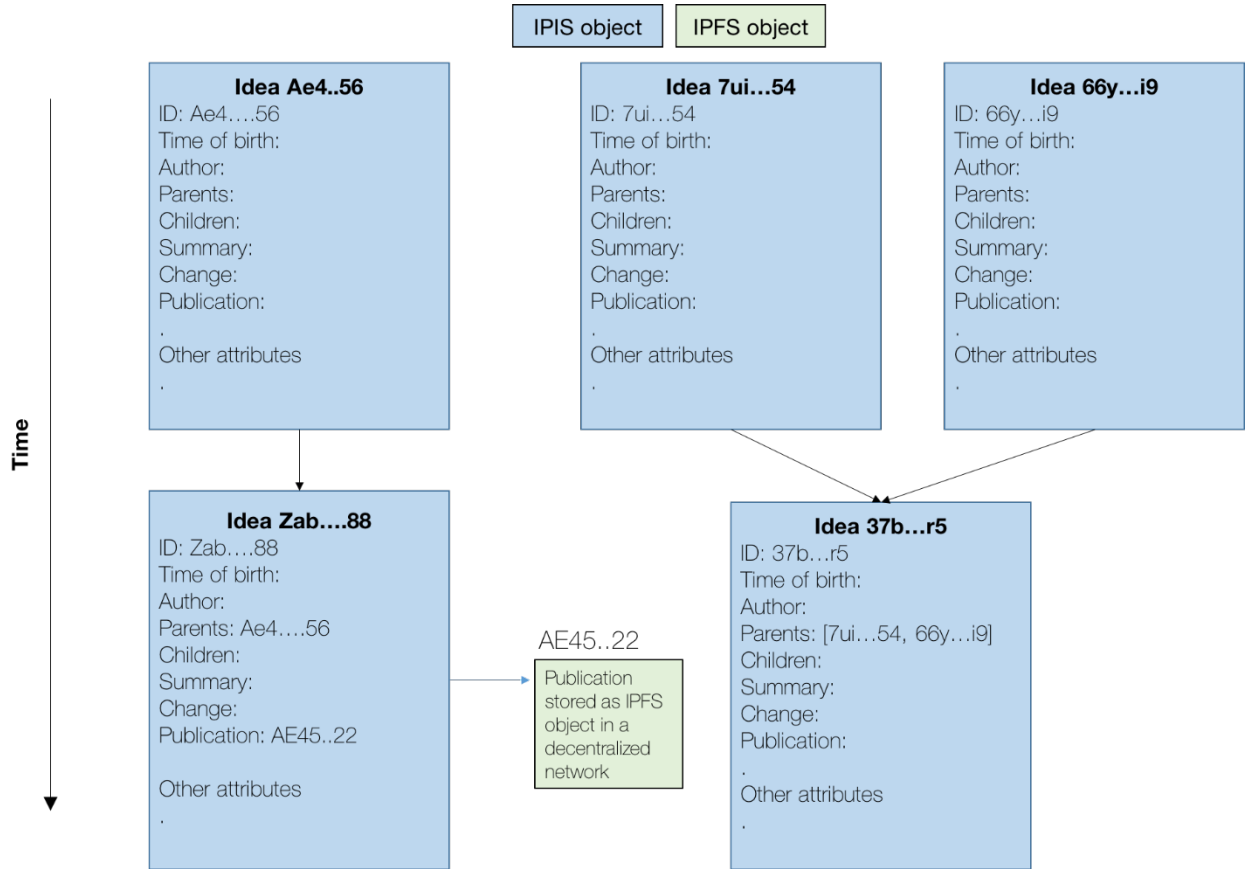 IPIS object
IPFS object
Time
Idea Ae4..56
ID: Ae4....56
Time of birth:
Author:
Parents:
Children:
Summary:
Change:
Publication:
.
Other attributes
.
Idea 7ui...54
ID: 7ui...54
Time of birth:
Author:
Parents:
Children:
Summary:
Change:
Publication:
.
Other attributes
.
Idea 66y...i9
ID: 66y...i9
Time of birth:
Author:
Parents:
Children:
Summary:
Change:
Publication:
.
Other attributes
.
Idea Zab....88
ID: Zab....88
Time of birth:
Author:
Parents: Ae4....56
Children:
Summary:
Change:
Publication: AE45..22
Other attributes
.
AE45..22
Publication
stored as IPFS
object in a
decentralized
network
Idea 37b...r5
ID: 37b...r5
Time of birth:
Author:
Parents: [7ui...54, 66y...i9]
Children:
Summary:
Change:
Publication:
.
Other attributes
.